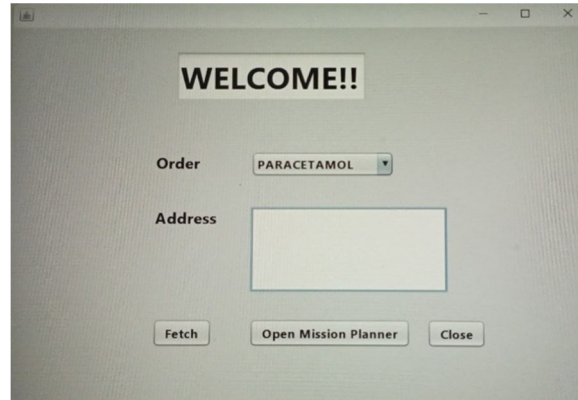 WELCOME!!
Order PARACETAMOL
Address
Fetch Open Mission Planner Close